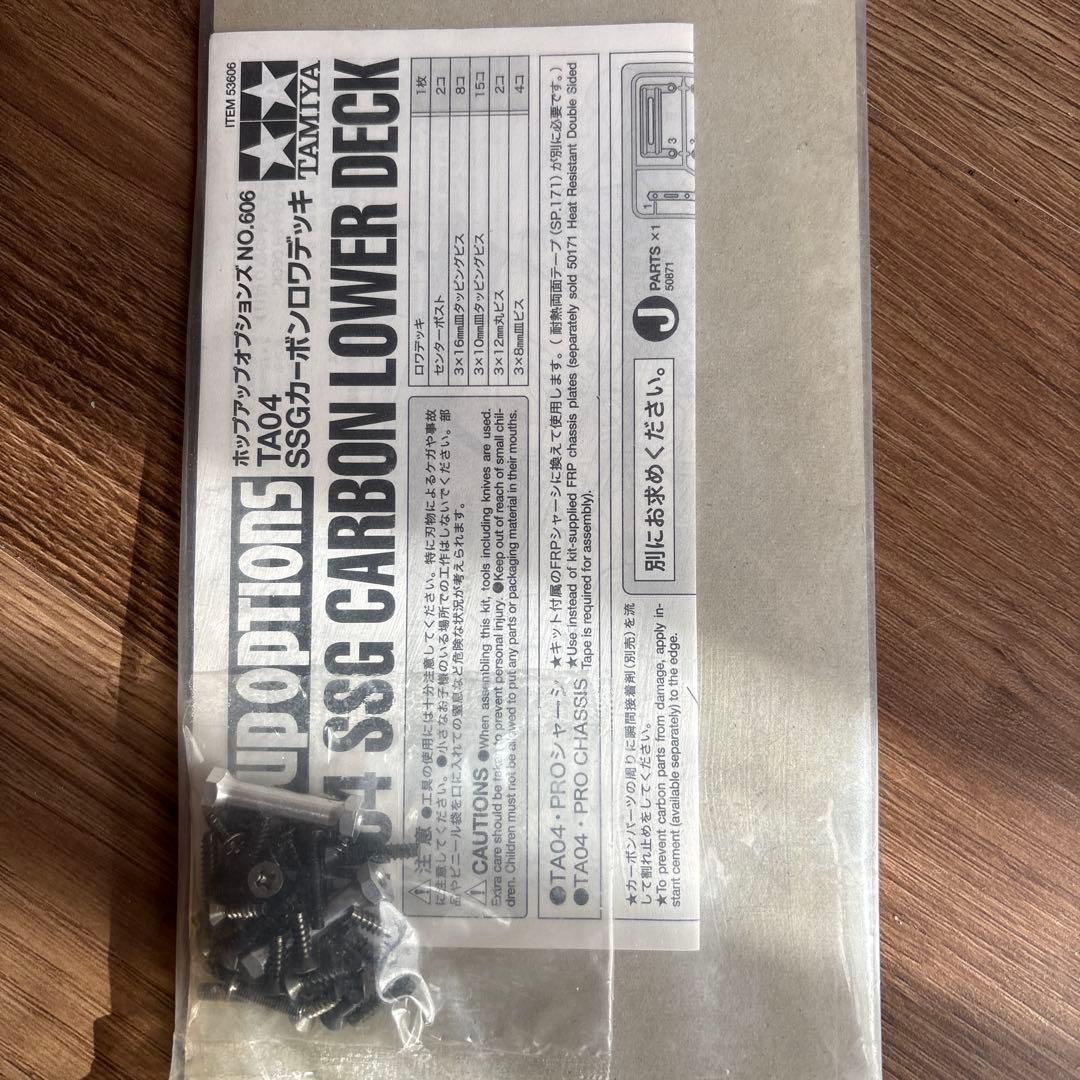 ITEM 53606
TAMIYA
ホップアップオプションズ NO.606
TA04
SSGカーボンロワデッキ
UP OPTIONS
04 SSG CARBON LOWER DECK
ロワデッキ 1枚
センターポスト 2コ
3×16mm皿タッピングビス 8コ
3×10mm皿タッピングビス 15コ
3×12mm丸ビス 2コ
3×8mm皿ビス 4コ
注意 ●工具の使用には十分注意してください。特に刃物によるケガや事故
に注意してください。●小さなお子様のいる場所での工作はしないでください。部
品やビニール袋を口に入れての窒息など危険な状況が考えられます。
CAUTIONS ●When assembling this kit, tools including knives are used.
Extra care should be taken to prevent personal injury. ●Keep out of reach of small chil-
dren. Children must not be allowed to put any parts or packaging material in their mouths.
●TA04・PROシャーシ
●TA04・PRO CHASSIS
★キット付属のFRPシャーシに換えて使用します。(耐熱両面テープ(SP.171)が別に必要です。)
★Use instead of kit-supplied FRP chassis plates (separately sold 50171 Heat Resistant Double Sided
Tape is required for assembly).
★カーボンパーツの周りに瞬間接着剤(別売)を流
して割れ止めをしてください。
★To prevent carbon parts from damage, apply in-
stant cement (available separately) to the edge.
別にお求めください。
J PARTS ×1
50871
1
3
3
2